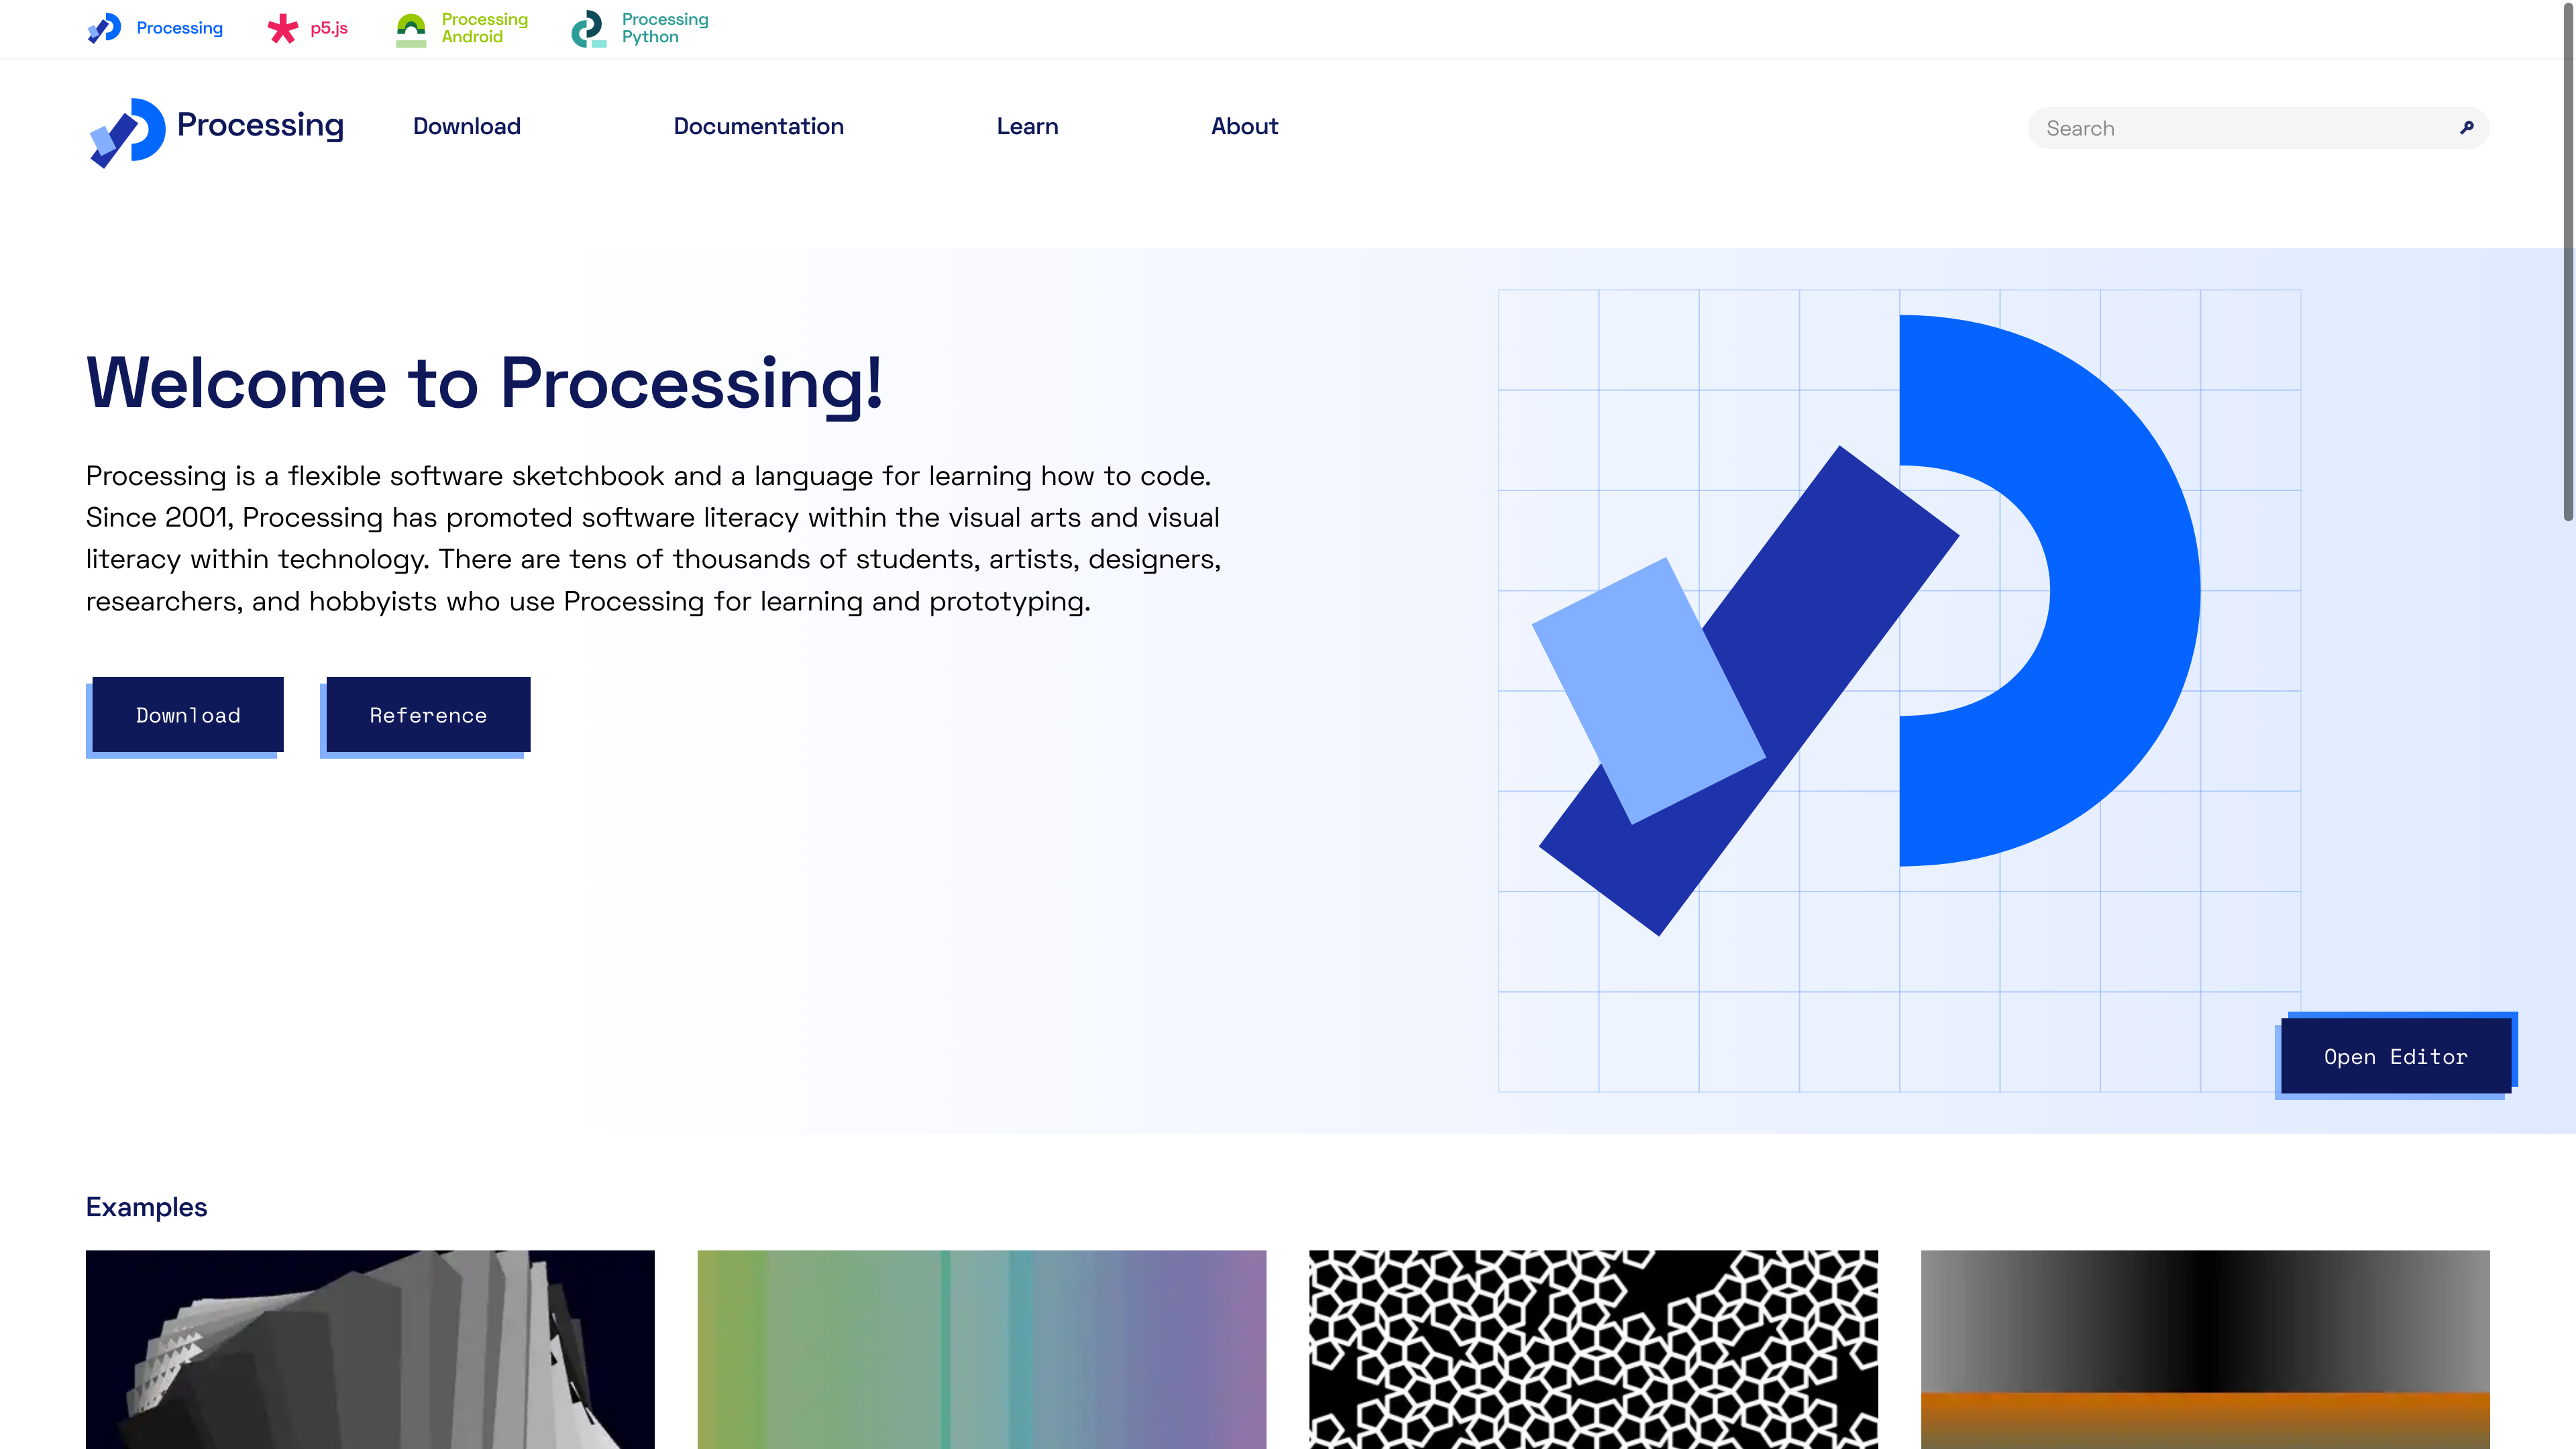 Processing
p5.js
Processing
Android
Processing
Python
Processing
Download
Documentation
Learn
About
Search
Welcome to Processing!
Processing is a flexible software sketchbook and a language for learning how to code.
Since 2001, Processing has promoted software literacy within the visual arts and visual
literacy within technology. There are tens of thousands of students, artists, designers,
researchers, and hobbyists who use Processing for learning and prototyping.
Download
Reference
Open Editor
Examples